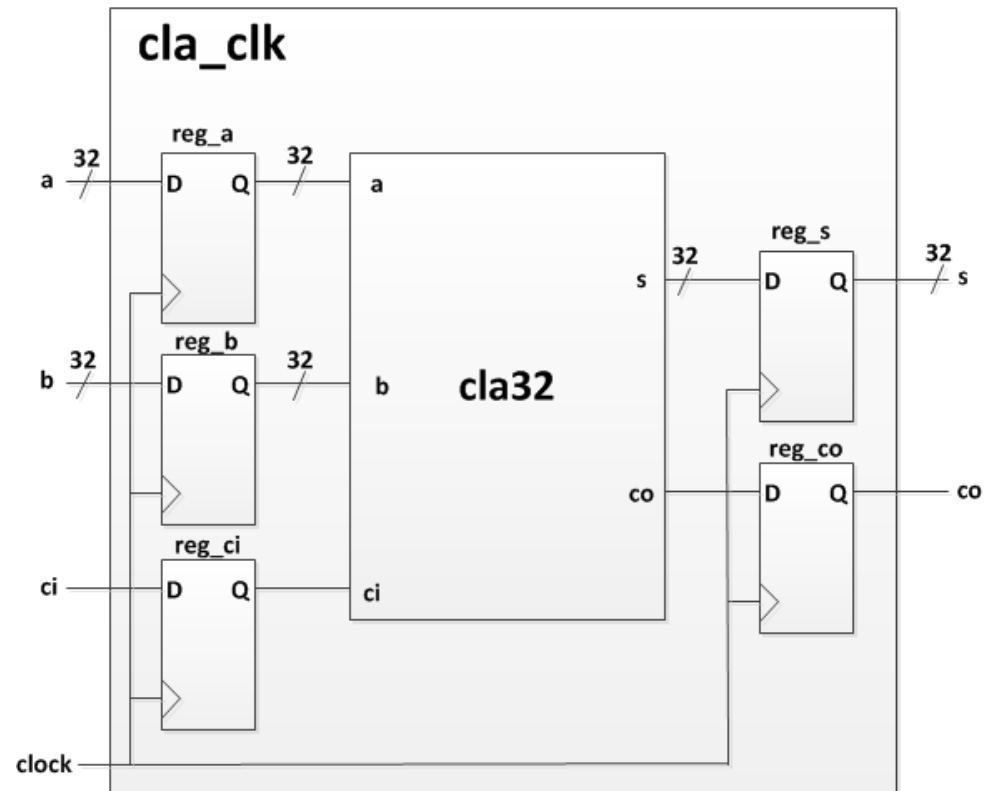 cla_clk
reg_a
32
32
a
D
Q
a
reg_s
32
32
s
D
Q
s
reg_b
32
32
b
D
Q
b
cla32
reg_co
co
D
Q
co
reg_ci
ci
D
Q
ci
clock